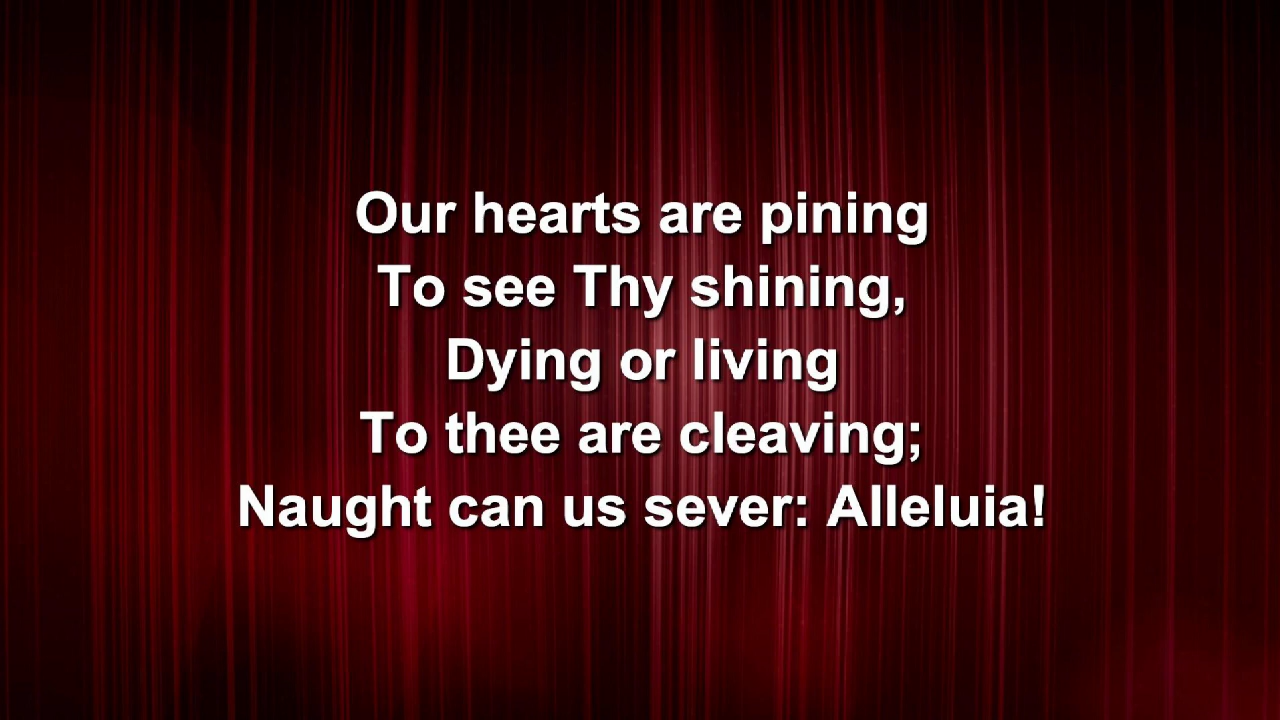 Our hearts are pining
To see Thy shining,
Dying or living
To thee are cleaving;
Naught can us sever: Alleluia!